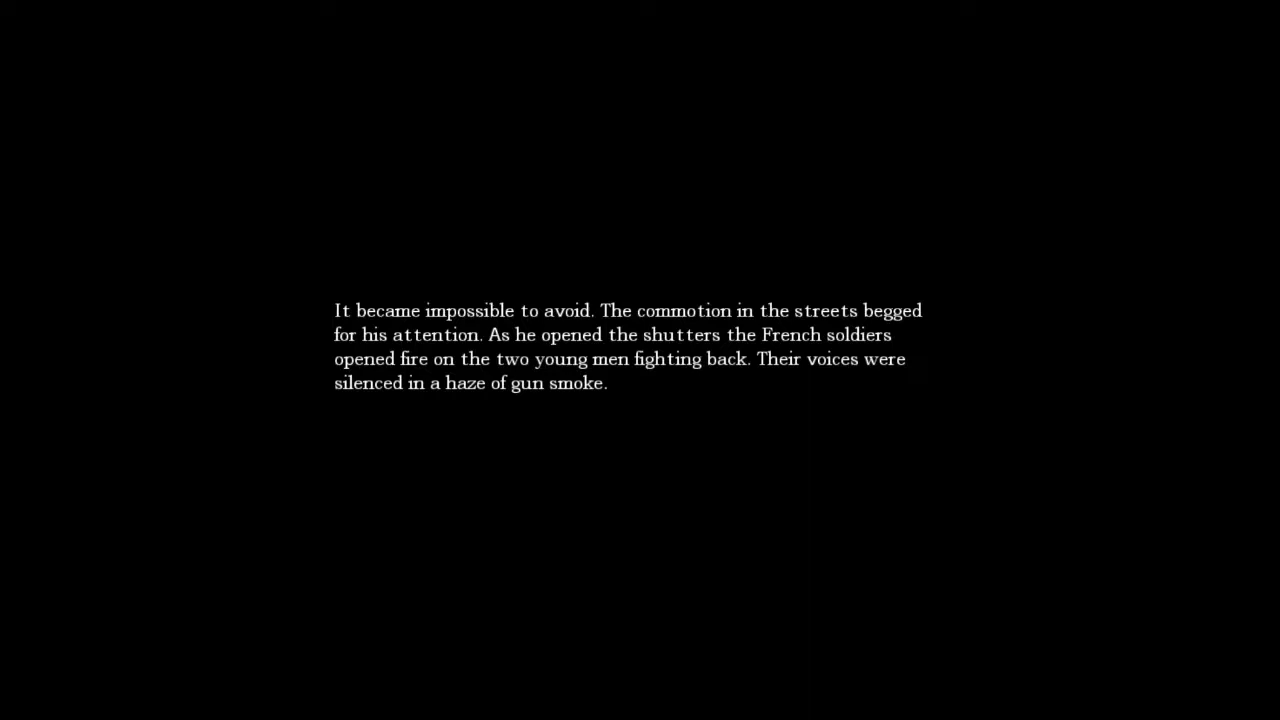 It became impossible to avoid. The commotion in the streets begged
for his attention. As he opened the shutters the French soldiers
opened fire on the two young men fighting back. Their voices were
silenced in a haze of gun smoke.